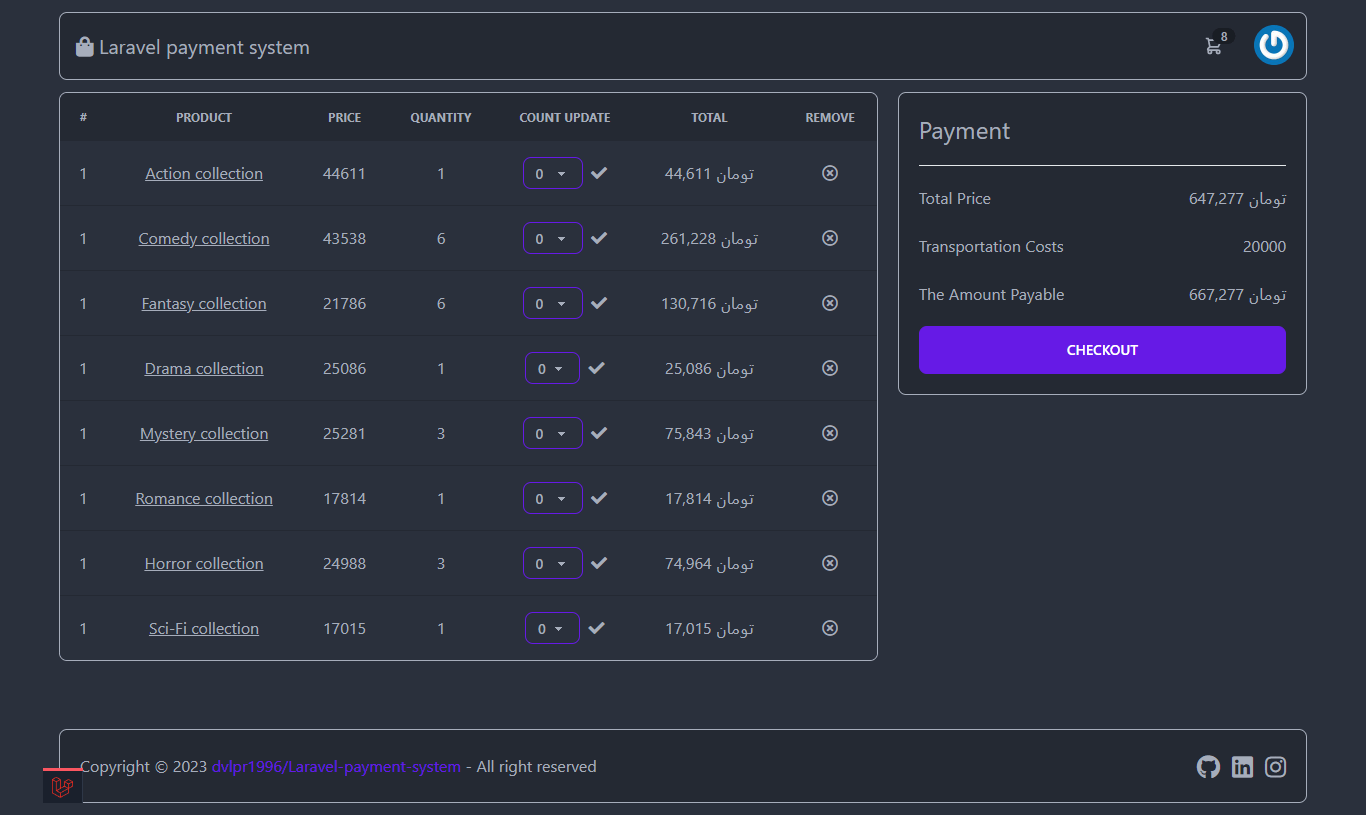 Laravel payment system 8
# PRODUCT PRICE QUANTITY COUNT UPDATE TOTAL REMOVE
1 Action collection 44611 1 0 44,611 تومان
1 Comedy collection 43538 6 0 261,228 تومان
1 Fantasy collection 21786 6 0 130,716 تومان
1 Drama collection 25086 1 0 25,086 تومان
1 Mystery collection 25281 3 0 75,843 تومان
1 Romance collection 17814 1 0 17,814 تومان
1 Horror collection 24988 3 0 74,964 تومان
1 Sci-Fi collection 17015 1 0 17,015 تومان
Payment
Total Price 647,277 تومان
Transportation Costs 20000
The Amount Payable 667,277 تومان
CHECKOUT
Copyright © 2023 dvlpr1996/Laravel-payment-system - All right reserved